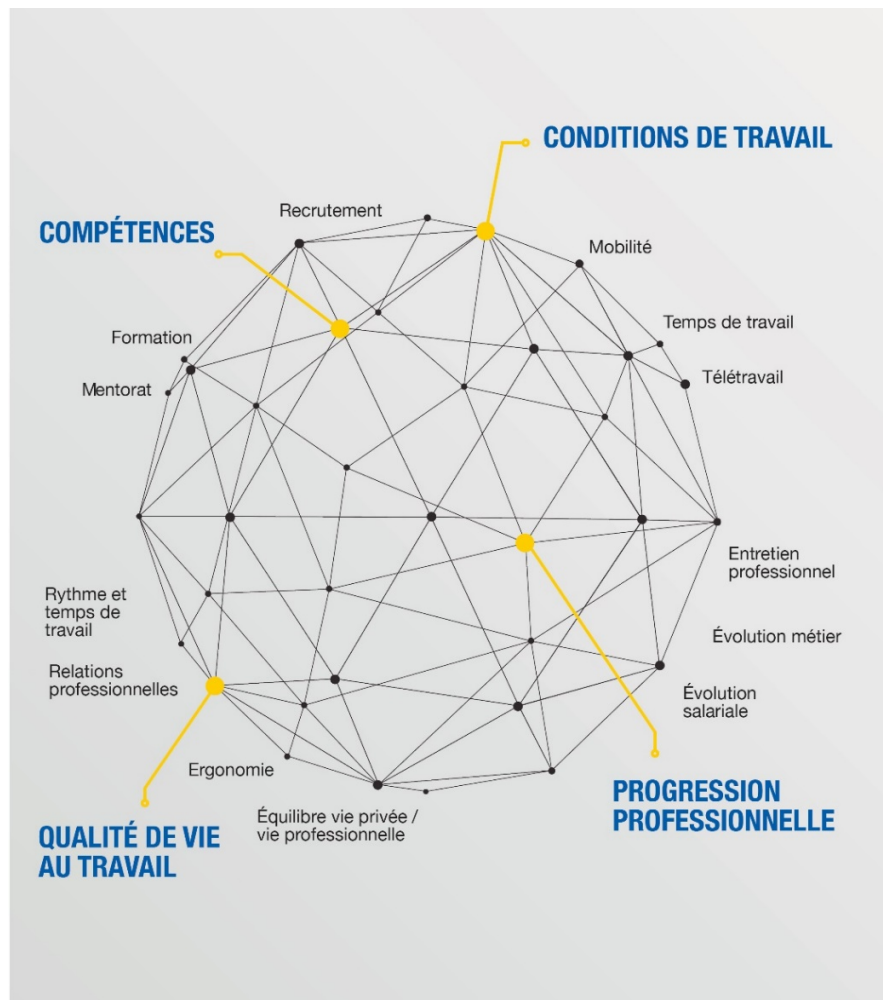 CONDITIONS DE TRAVAIL
Recrutement
COMPÉTENCES
Mobilité
Temps de travail
Formation
Télétravail
Mentorat
Entretien
professionnel
Rythme et
temps de
travail
Évolution métier
Relations
professionnelles
Évolution
salariale
Ergonomie
PROGRESSION
PROFESSIONNELLE
Équilibre vie privée /
vie professionnelle
QUALITÉ DE VIE
AU TRAVAIL